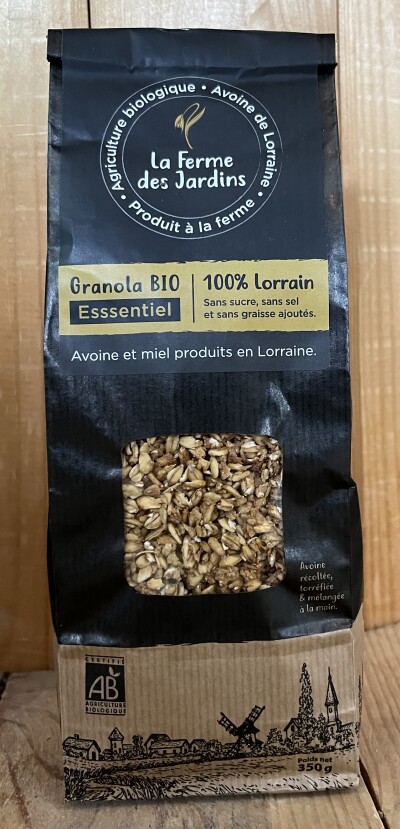 Agriculture biologique • Avoine de Lorraine •
La Ferme
des Jardins
• Produit à la ferme •
Granola BIO
Esssentiel
100% lorrain
Sans sucre, sans sel
et sans graisse ajoutés.
Avoine et miel produits en Lorraine.
Avoine
récoltée,
torréfiée
& mélangée
à la main.
CERTIFIÉ
AB
AGRICULTURE
BIOLOGIQUE
Poids net
350g